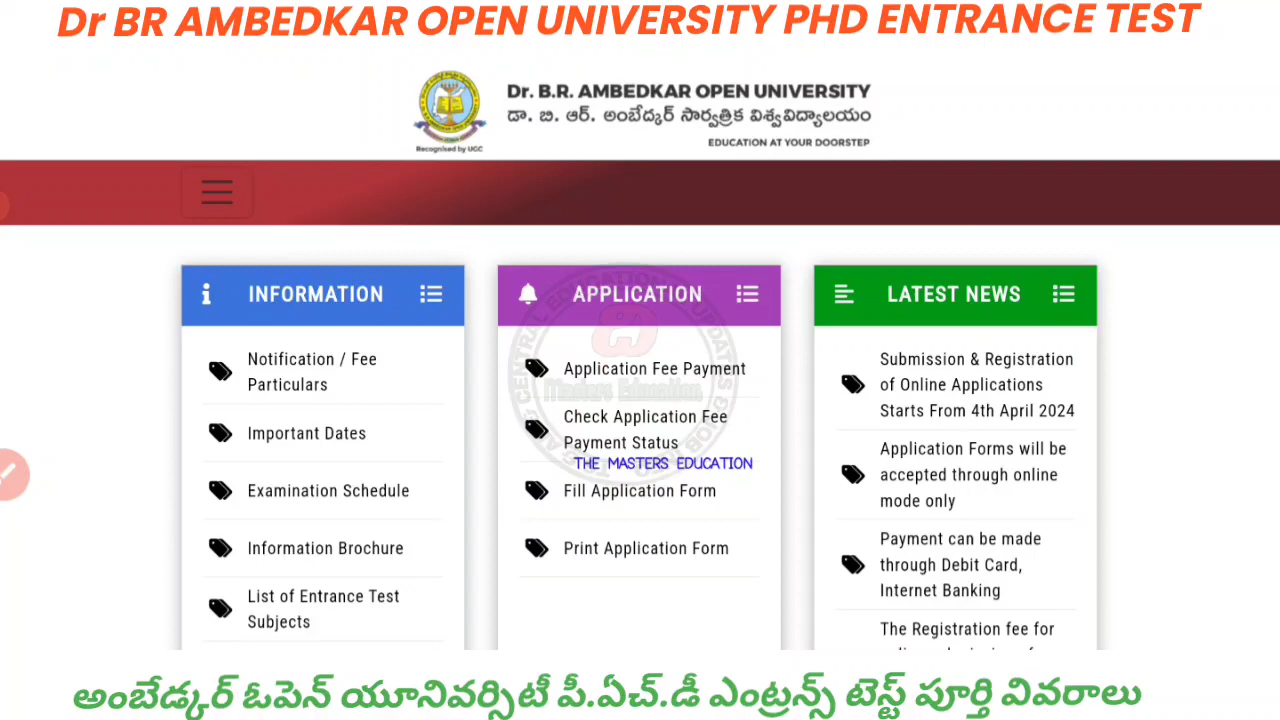 Dr BR AMBEDKAR OPEN UNIVERSITY PHD ENTRANCE TEST
Dr. B.R. AMBEDKAR OPEN UNIVERSITY
డా. బి. ఆర్. అంబేద్కర్ సార్వత్రిక విశ్వవిద్యాలయం
EDUCATION AT YOUR DOORSTEP
Recognised by UGC
INFORMATION
Notification / Fee
Particulars
Important Dates
Examination Schedule
Information Brochure
List of Entrance Test
Subjects
APPLICATION
Application Fee Payment
Masters Education
Check Application Fee
Payment Status
THE MASTERS EDUCATION
Fill Application Form
Print Application Form
LATEST NEWS
Submission & Registration
of Online Applications
Starts From 4th April 2024
Application Forms will be
accepted through online
mode only
Payment can be made
through Debit Card,
Internet Banking
The Registration fee for
అంబేడ్కర్ ఓపెన్ యూనివర్సిటీ పీ.ఏచ్.డీ ఎంట్రన్స్ టెస్ట్ పూర్తి వివరాలు